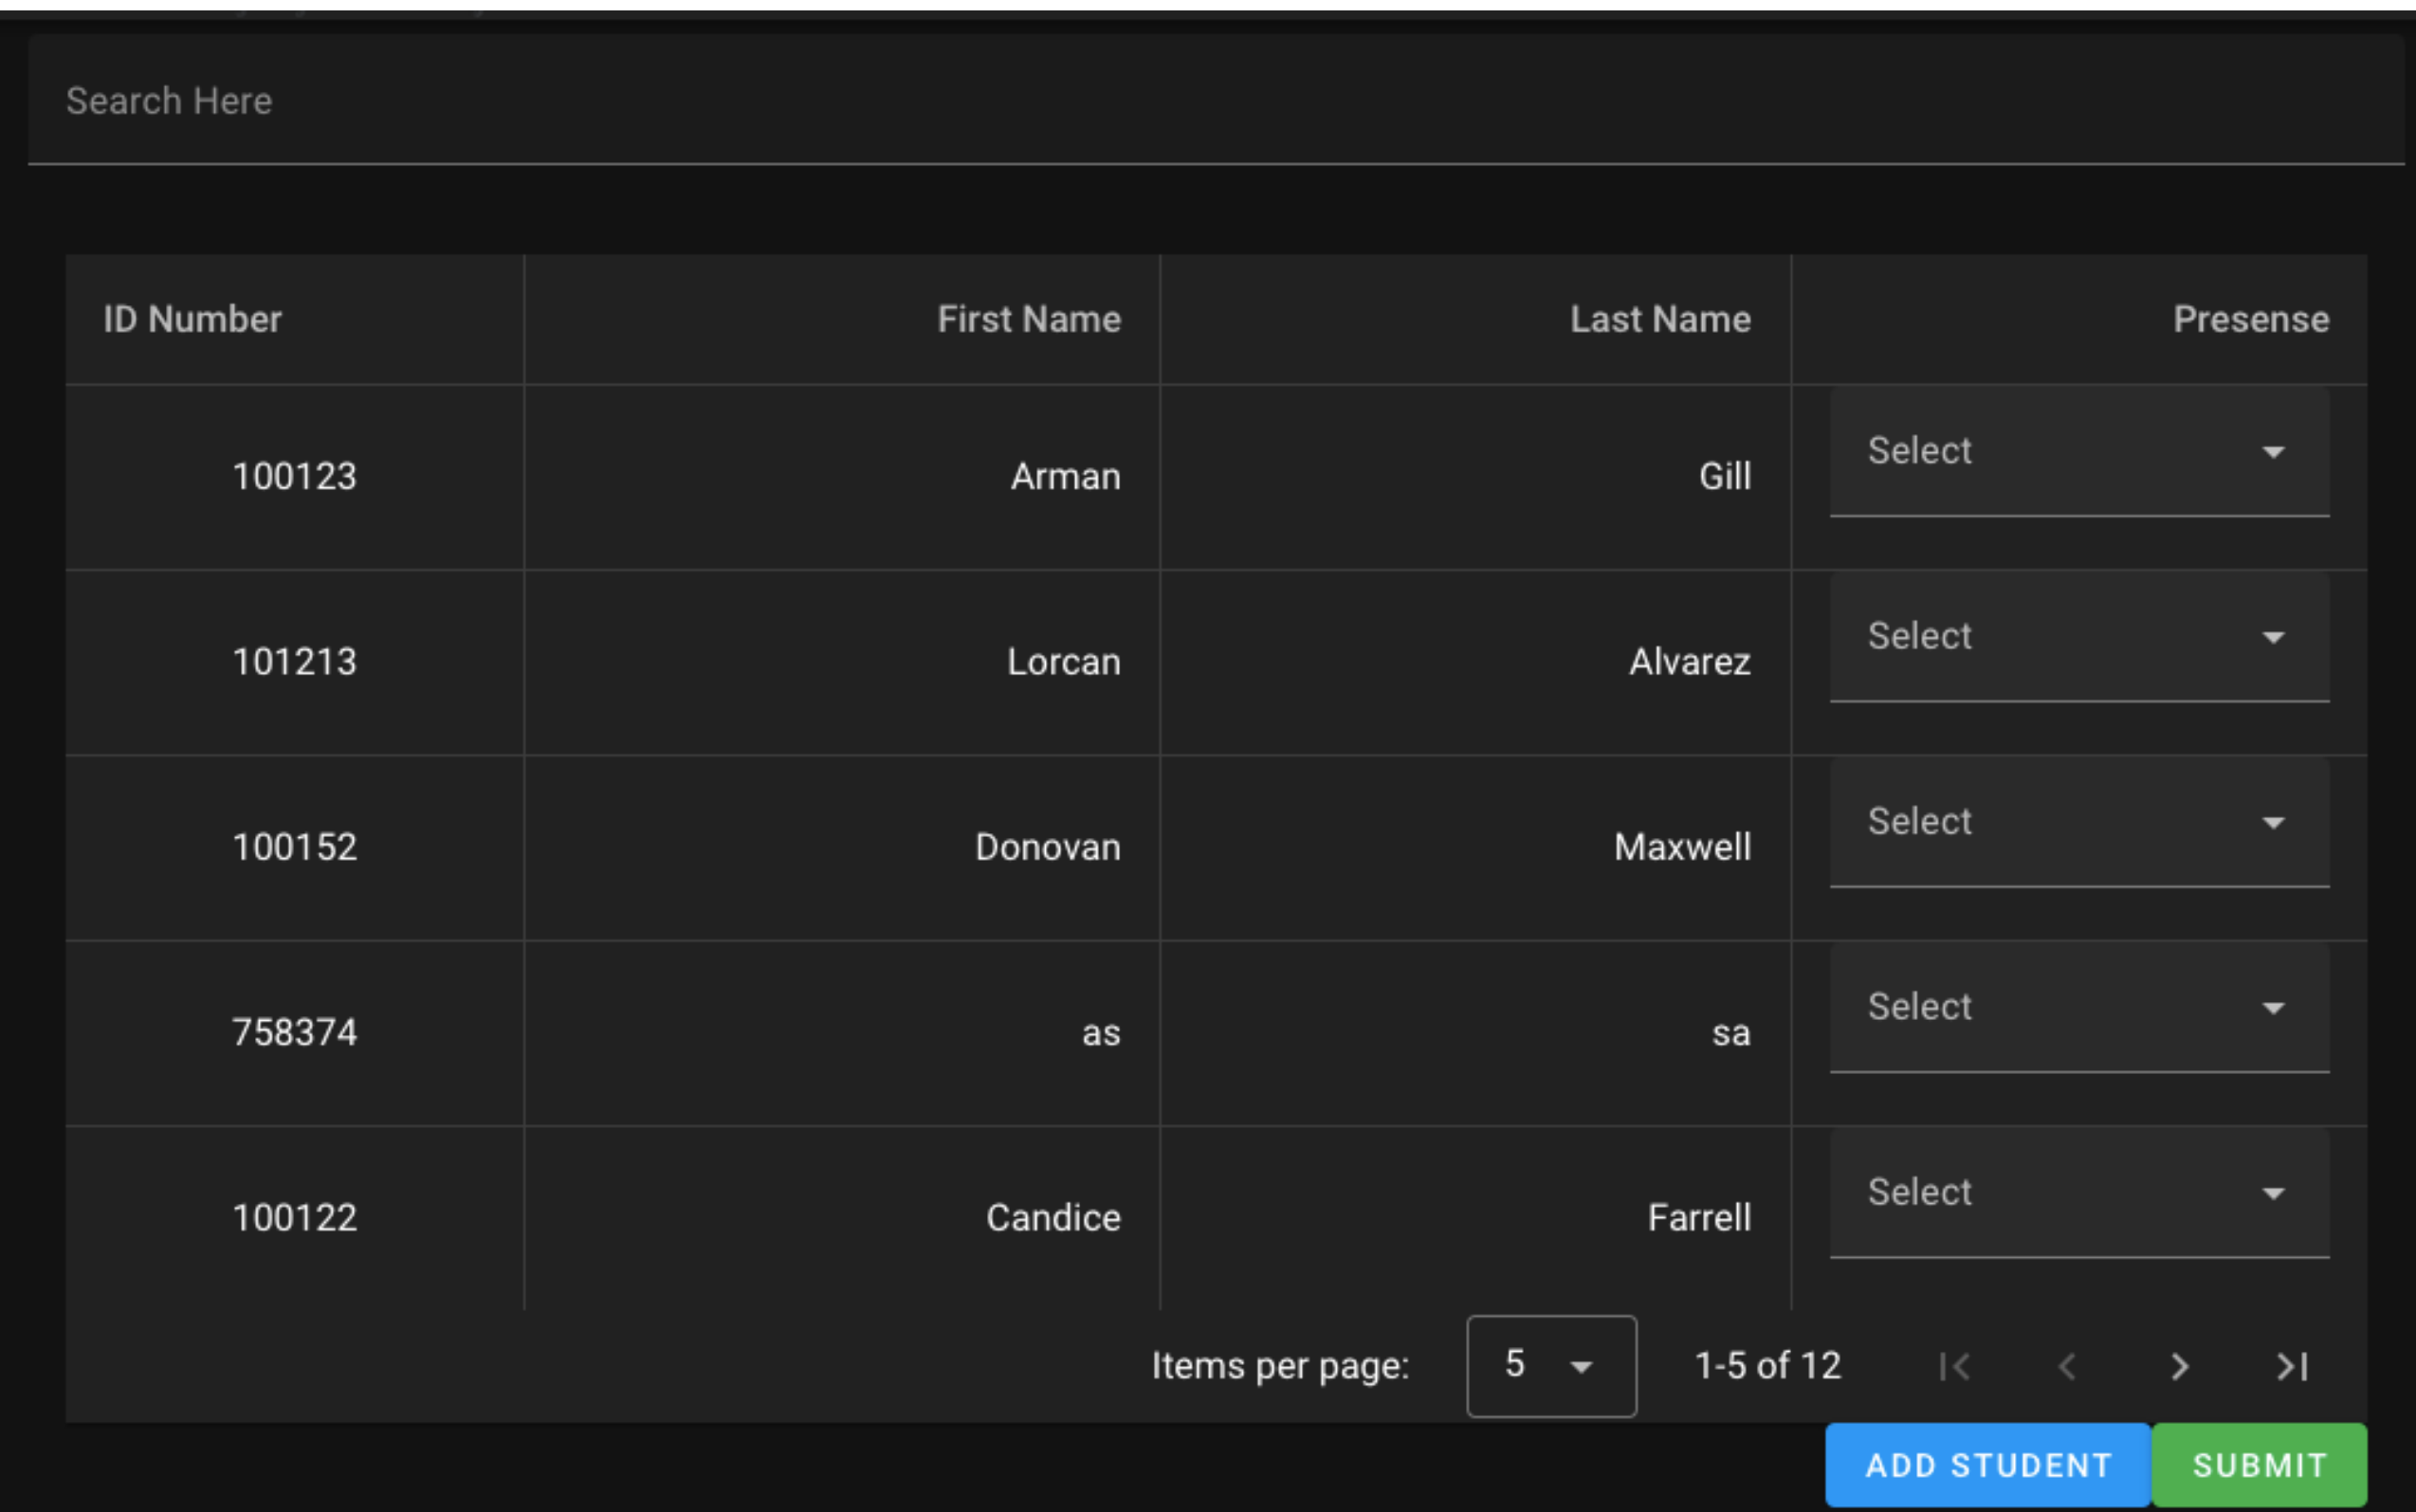 Search Here
ID Number First Name Last Name Presense
100123 Arman Gill Select
101213 Lorcan Alvarez Select
100152 Donovan Maxwell Select
758374 as sa Select
100122 Candice Farrell Select
Items per page: 5 1-5 of 12
ADD STUDENT SUBMIT